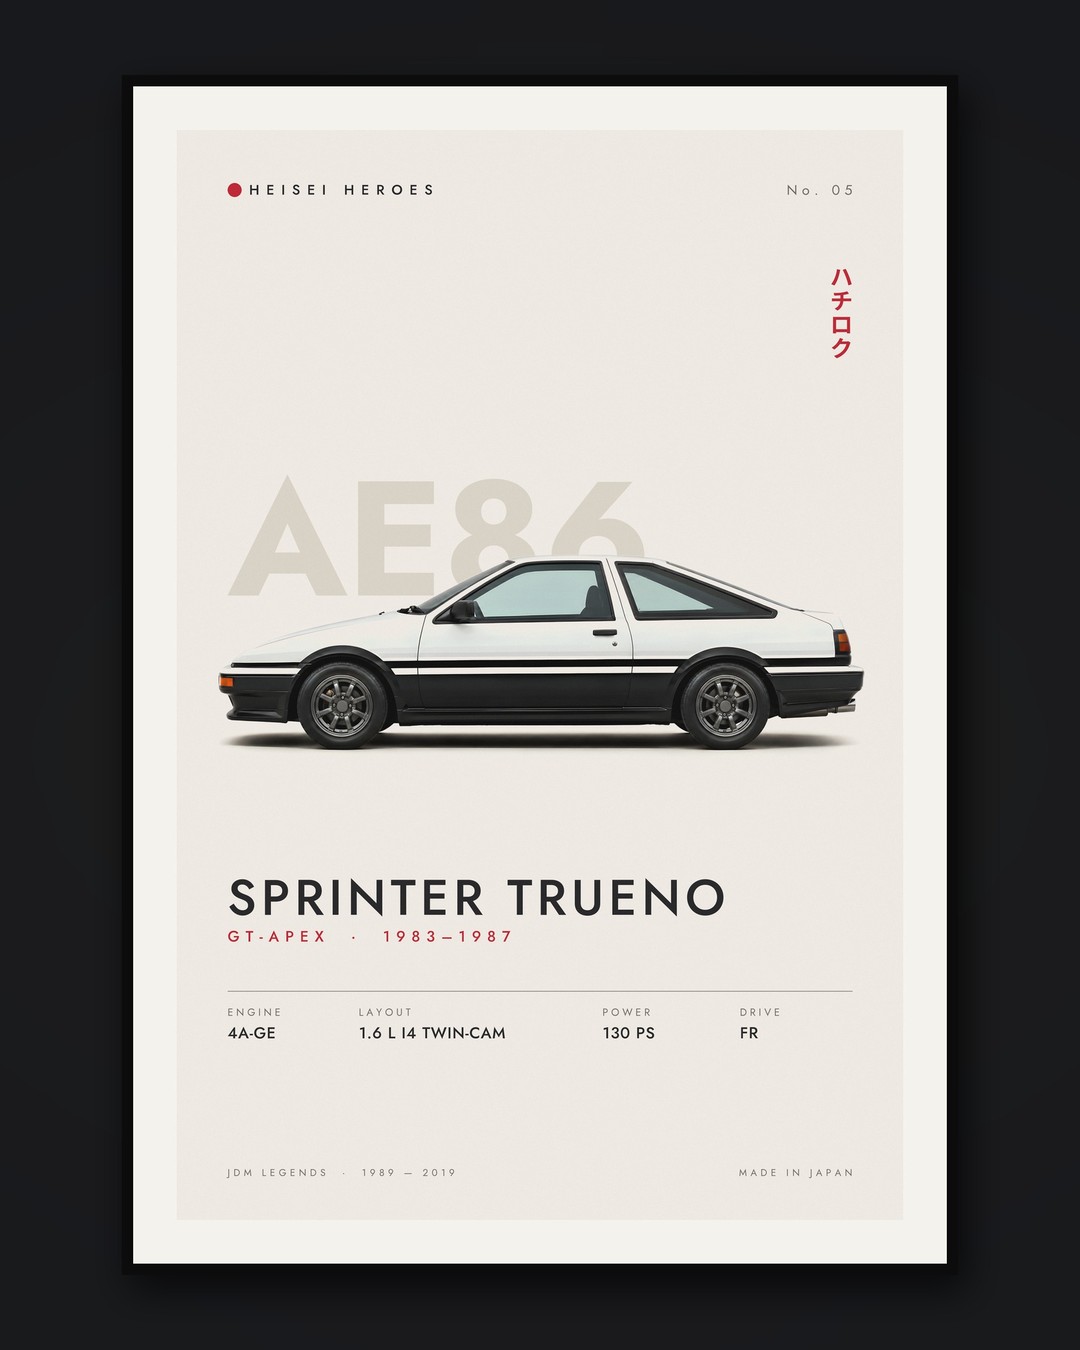 HEISEI HEROES
No. 05
ハチロク
AE86
SPRINTER TRUENO
GT-APEX · 1983–1987
ENGINE LAYOUT POWER DRIVE
4A-GE 1.6 L I4 TWIN-CAM 130 PS FR
JDM LEGENDS · 1989 — 2019
MADE IN JAPAN